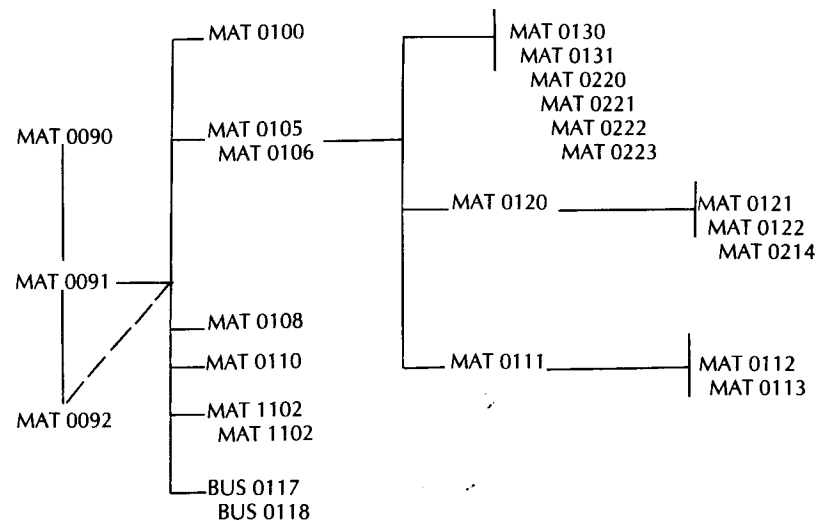 MAT 0090
MAT 0091
MAT 0092
MAT 0100
MAT 0105
MAT 0106
MAT 0108
MAT 0110
MAT 1102
MAT 1102
BUS 0117
BUS 0118
MAT 0130
MAT 0131
MAT 0220
MAT 0221
MAT 0222
MAT 0223
MAT 0120
MAT 0121
MAT 0122
MAT 0214
MAT 0111
MAT 0112
MAT 0113